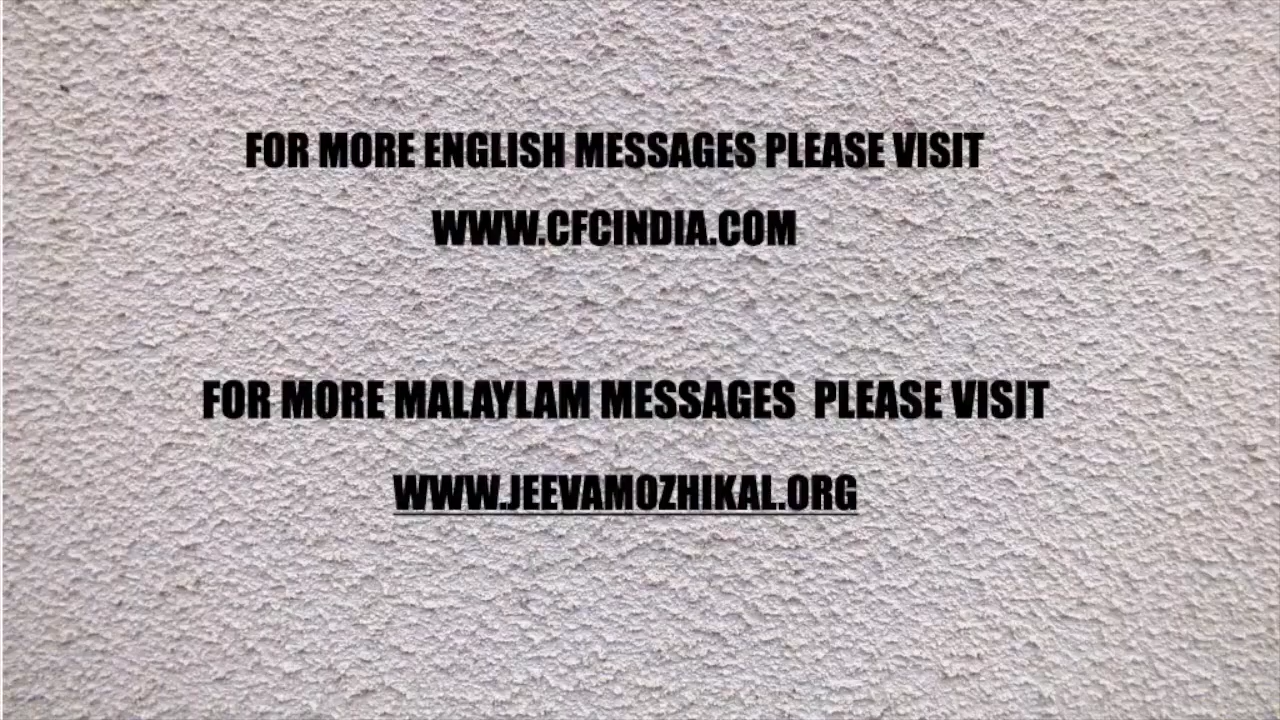 FOR MORE ENGLISH MESSAGES PLEASE VISIT
WWW.CFCINDIA.COM
FOR MORE MALAYLAM MESSAGES PLEASE VISIT
WWW.JEEVAMOZHIKAL.ORG